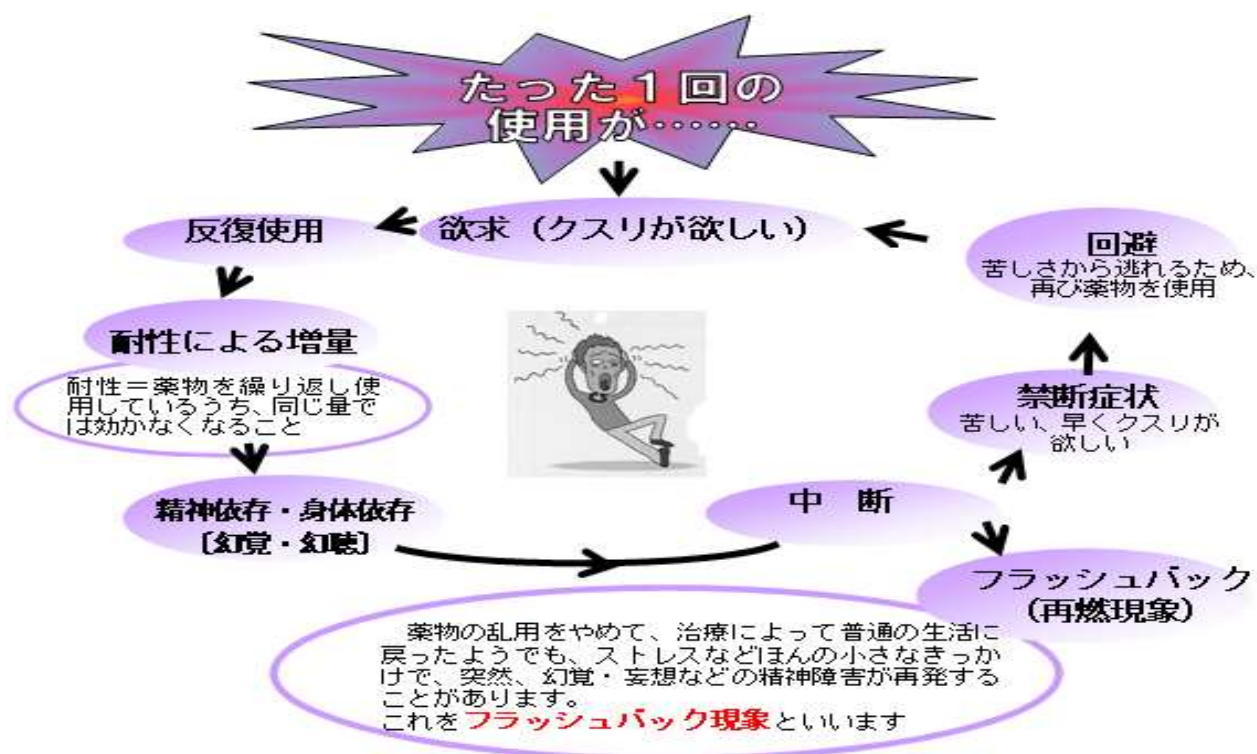 たった1回の
使用が……
欲求（クスリが欲しい）
反復使用
耐性による増量
耐性＝薬物を繰り返し使
用しているうち、同じ量で
は効かなくなること
精神依存・身体依存
〔幻覚・幻聴〕
中　断
禁断症状
苦しい、早くクスリが
欲しい
回避
苦しさから逃れるため、
再び薬物を使用
フラッシュバック
（再燃現象）
薬物の乱用をやめて、治療によって普通の生活に
戻ったようでも、ストレスなどほんの小さなきっか
けで、突然、幻覚・妄想などの精神障害が再発する
ことがあります。
これをフラッシュバック現象といいます